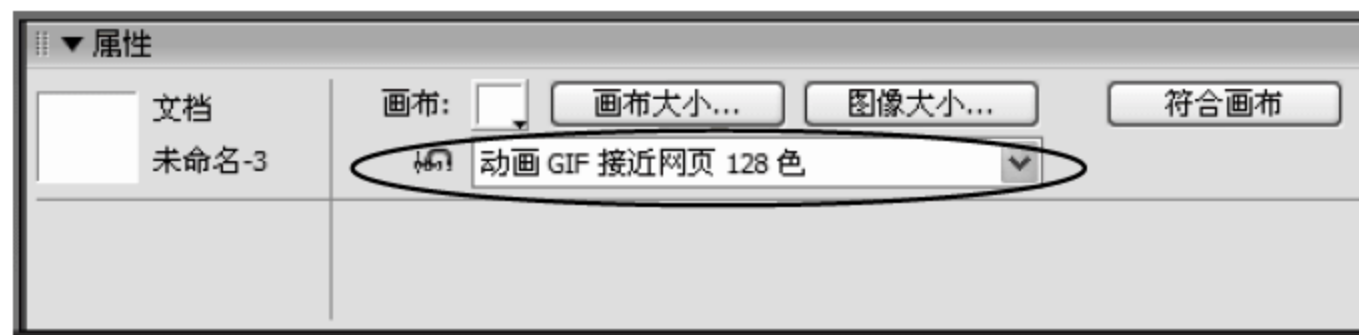 属性
文档
未命名-3
画布:
画布大小...
图像大小...
符合画布
动画 GIF 接近网页 128 色